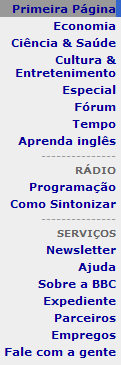 Primeira Página
Economia
Ciência & Saúde
Cultura &
Entretenimento
Especial
Fórum
Tempo
Aprenda inglês
----------------
RÁDIO
Programação
Como Sintonizar
----------------
SERVIÇOS
Newsletter
Ajuda
Sobre a BBC
Expediente
Parceiros
Empregos
Fale com a gente